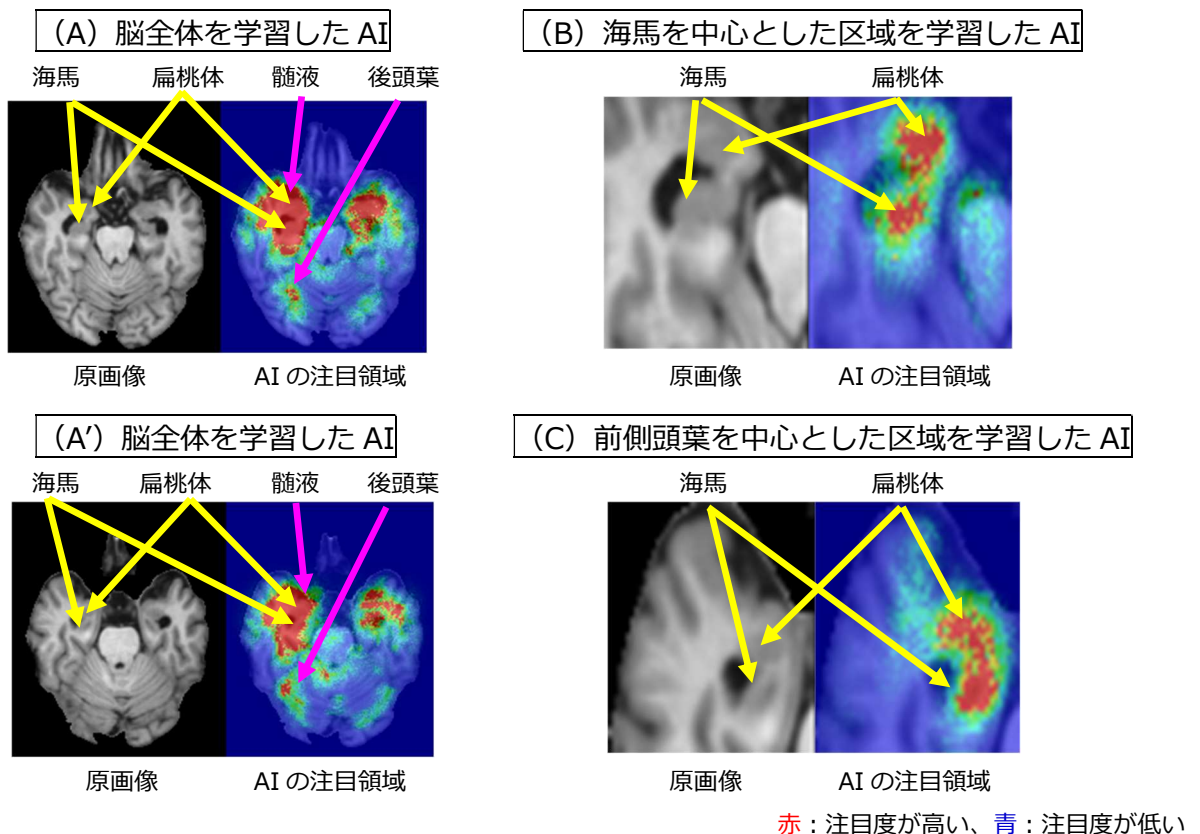 （A）脳全体を学習した AI
海馬 扁桃体 髄液 後頭葉
原画像 AI の注目領域
（B）海馬を中心とした区域を学習した AI
海馬 扁桃体
原画像 AI の注目領域
（A’）脳全体を学習した AI
海馬 扁桃体 髄液 後頭葉
原画像 AI の注目領域
（C）前側頭葉を中心とした区域を学習した AI
海馬 扁桃体
原画像 AI の注目領域
赤：注目度が高い、青：注目度が低い